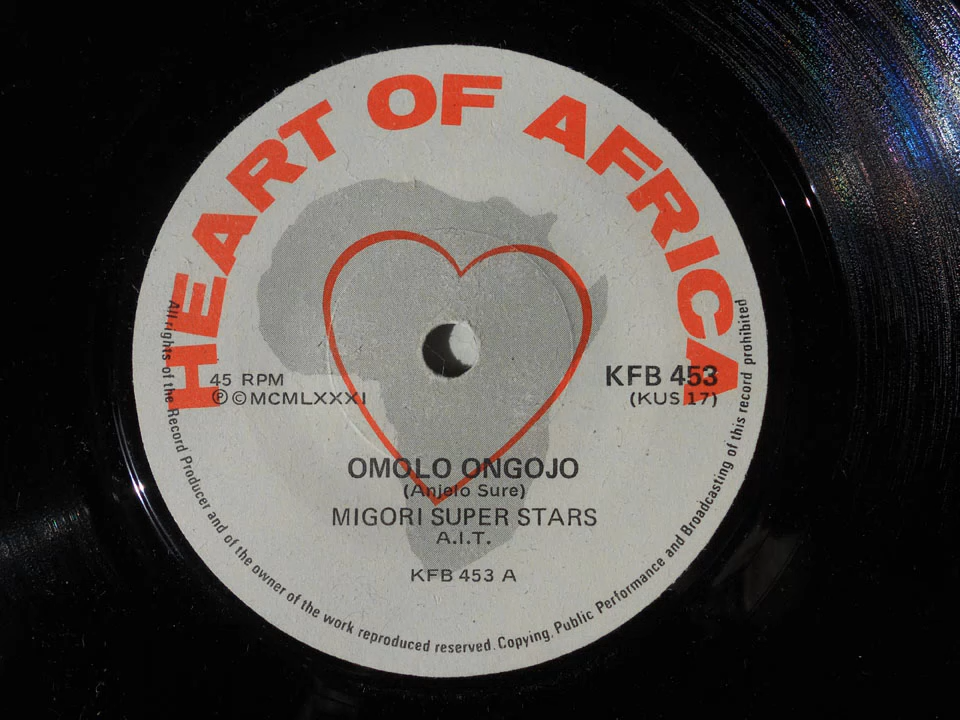 HEART OF AFRICA
45 RPM
Ⓟ©MCMLXXXI
KFB 453
(KUS 17)
OMOLO ONGOJO
(Anjelo Sure)
MIGORI SUPER STARS
A.I.T.
KFB 453 A
All rights of the Record Producer and of the owner of the work reproduced reserved. Copying, Public Performance and Broadcasting of this record prohibited